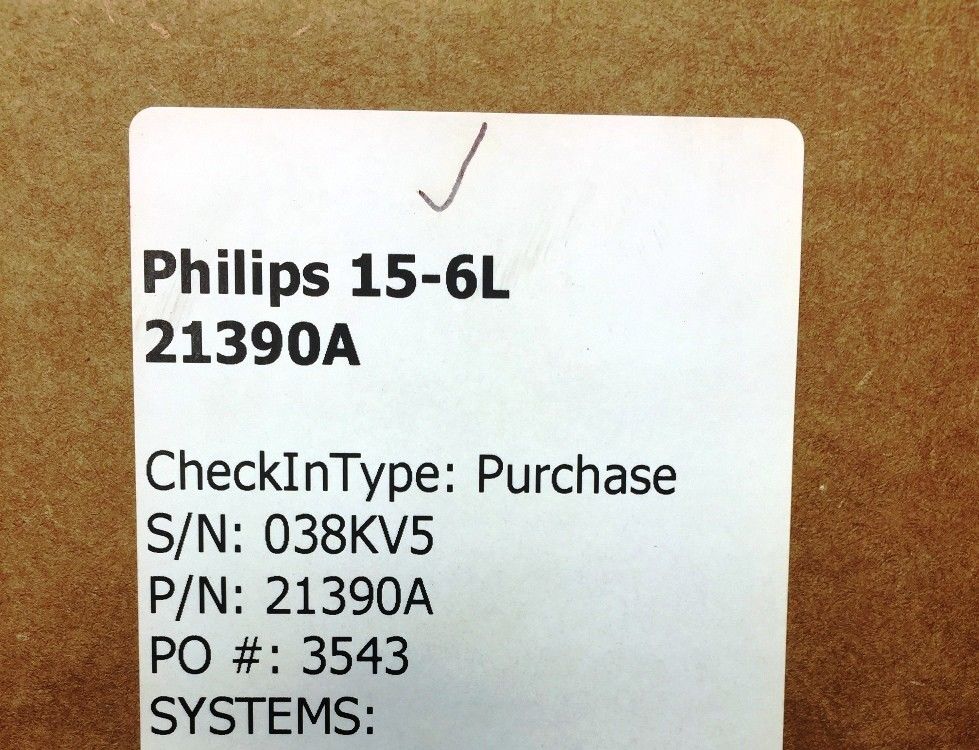 Philips 15-6L
21390A
CheckInType: Purchase
S/N: 038KV5
P/N: 21390A
PO #: 3543
SYSTEMS: